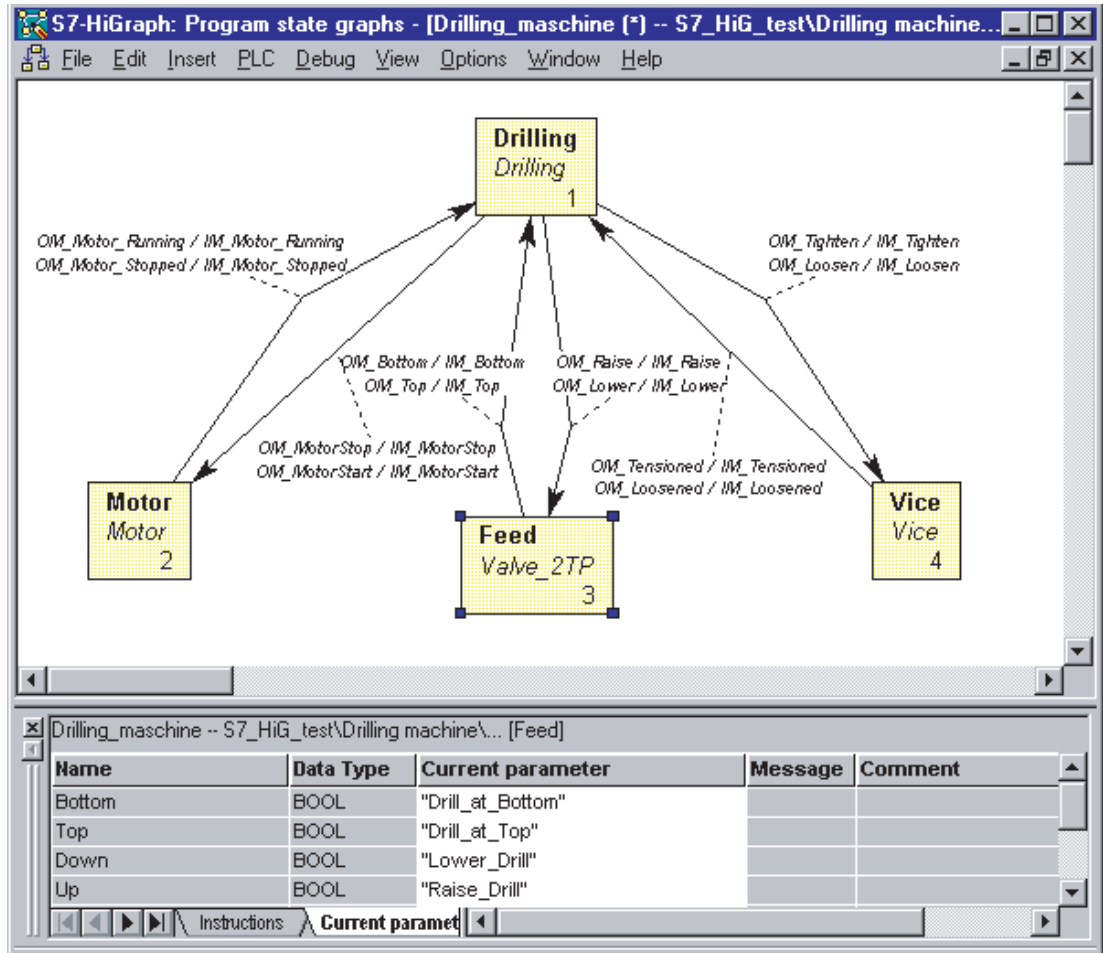 S7-HiGraph: Program state graphs - [Drilling_maschine (*) -- S7_HiG_test\Drilling machine...
File Edit Insert PLC Debug View Options Window Help
Drilling
Drilling
1
OM_Motor_Running / IM_Motor_Running
OM_Motor_Stopped / IM_Motor_Stopped
OM_Tighten / IM_Tighten
OM_Loosen / IM_Loosen
OM_Bottom / IM_Bottom
OM_Top / IM_Top
OM_Raise / IM_Raise
OM_Lower / IM_Lower
OM_MotorStop / IM_MotorStop
OM_MotorStart / IM_MotorStart
OM_Tensioned / IM_Tensioned
OM_Loosened / IM_Loosened
Motor
Motor
2
Feed
Valve_2TP
3
Vice
Vice
4
Drilling_maschine -- S7_HiG_test\Drilling machine\... [Feed]
Name Data Type Current parameter Message Comment
Bottom BOOL "Drill_at_Bottom"
Top BOOL "Drill_at_Top"
Down BOOL "Lower_Drill"
Up BOOL "Raise_Drill"
Instructions Current paramet